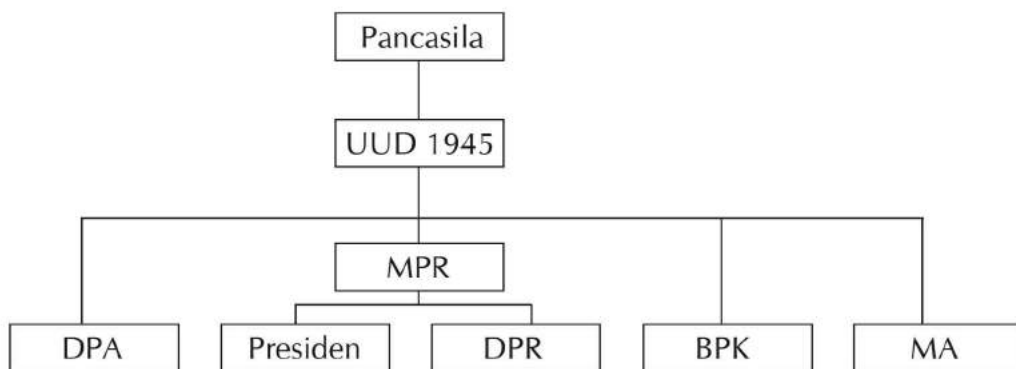 Pancasila
UUD 1945
MPR
DPA
Presiden
DPR
BPK
MA